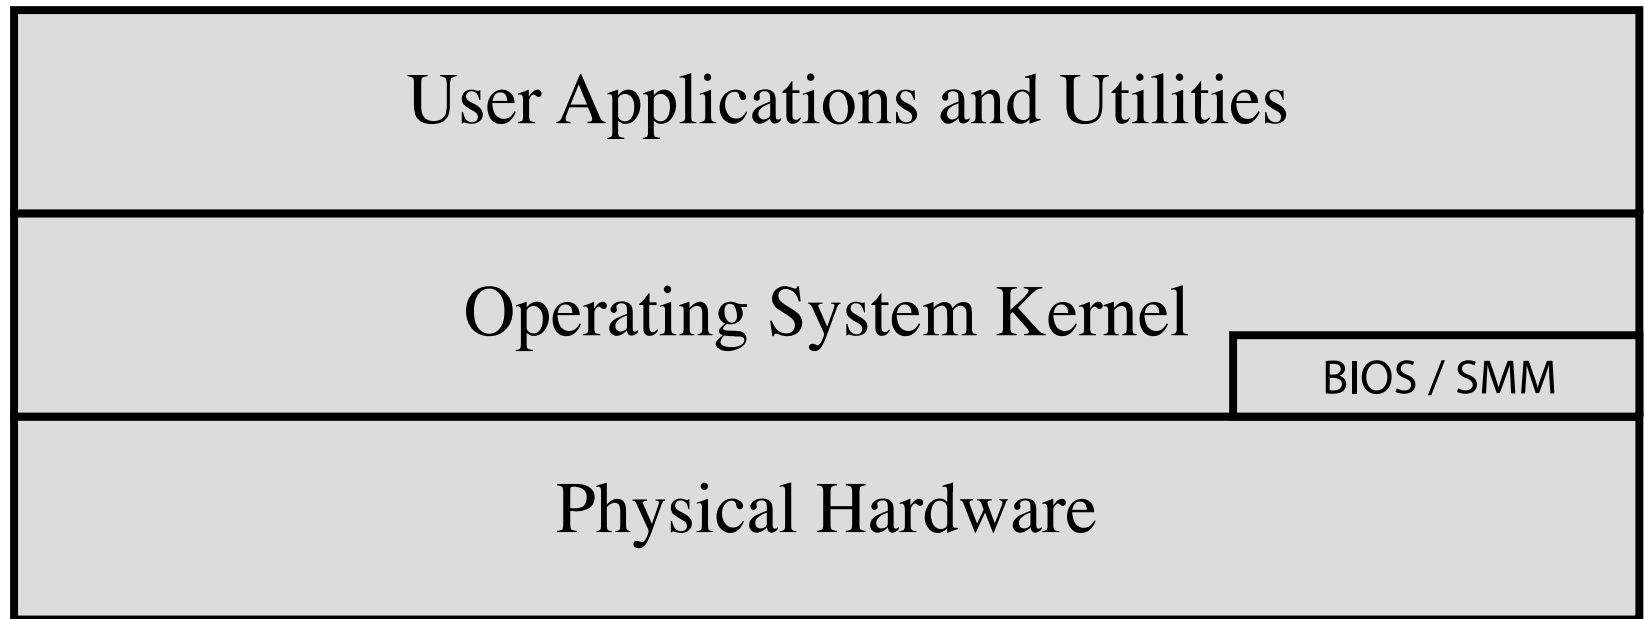 User Applications and Utilities
Operating System Kernel
BIOS / SMM
Physical Hardware